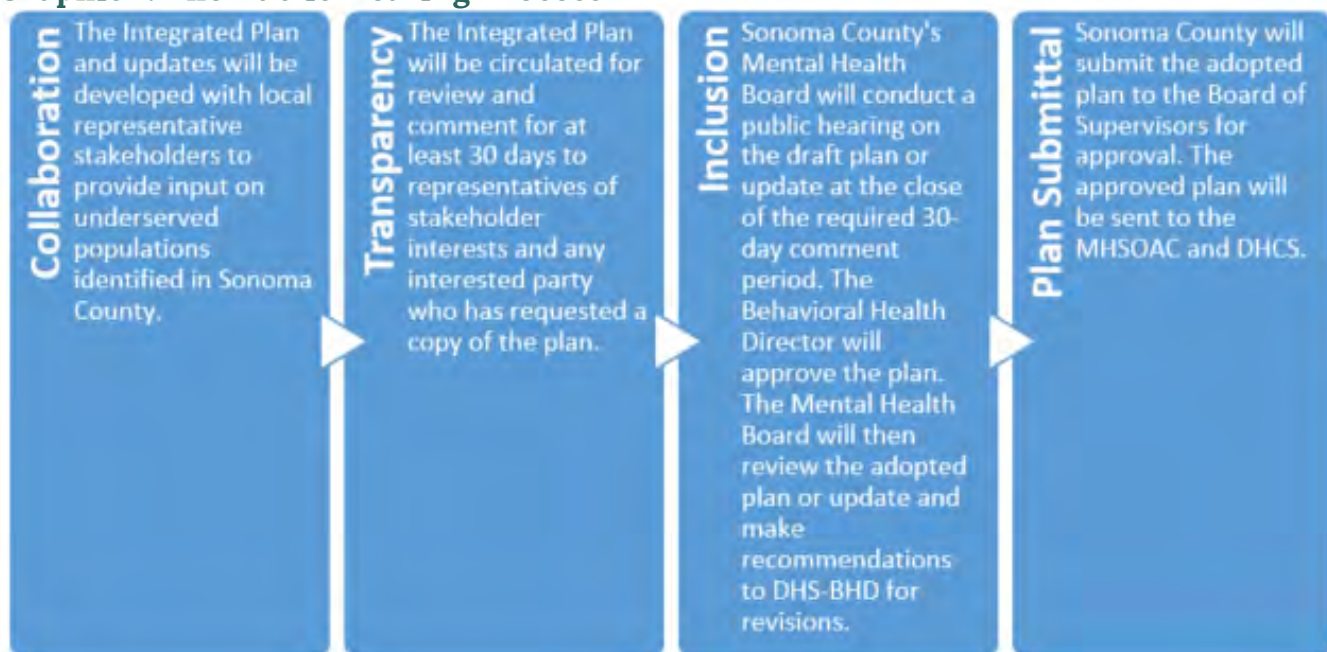 Collaboration
The Integrated Plan
and updates will be
developed with local
representative
stakeholders to
provide input on
underserved
populations
identified in Sonoma
County.
Transparency
The Integrated Plan
will be circulated for
review and
comment for at
least 30 days to
representatives of
stakeholder
interests and any
interested party
who has requested a
copy of the plan.
Inclusion
Sonoma County's
Mental Health
Board will conduct a
public hearing on
the draft plan or
update at the close
of the required 30-
day comment
period. The
Behavioral Health
Director will
approve the plan.
The Mental Health
Board will then
review the adopted
plan or update and
make
recommendations
to DHS-BHD for
revisions.
Plan Submittal
Sonoma County will
submit the adopted
plan to the Board of
Supervisors for
approval. The
approved plan will
be sent to the
MHSOAC and DHCS.